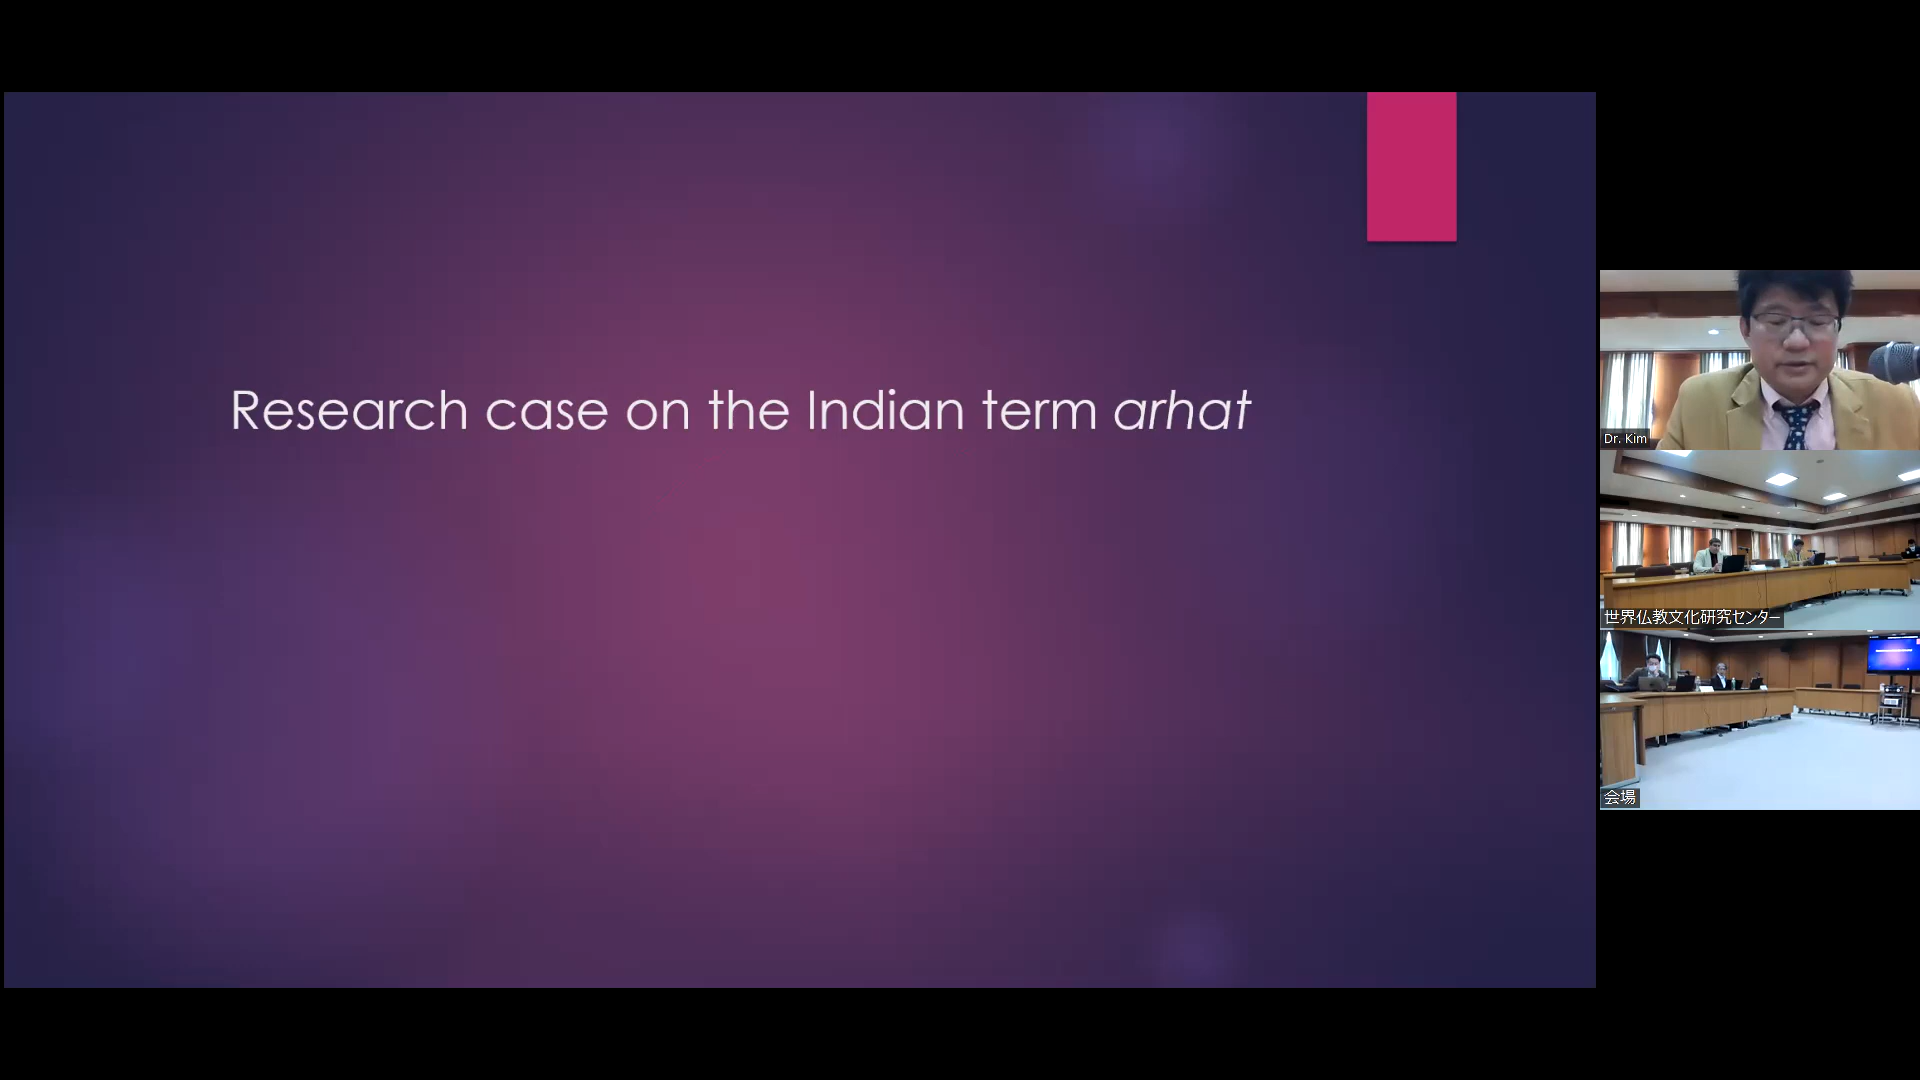 Research case on the Indian term arhat
Dr. Kim
世界仏教文化研究センター
会場